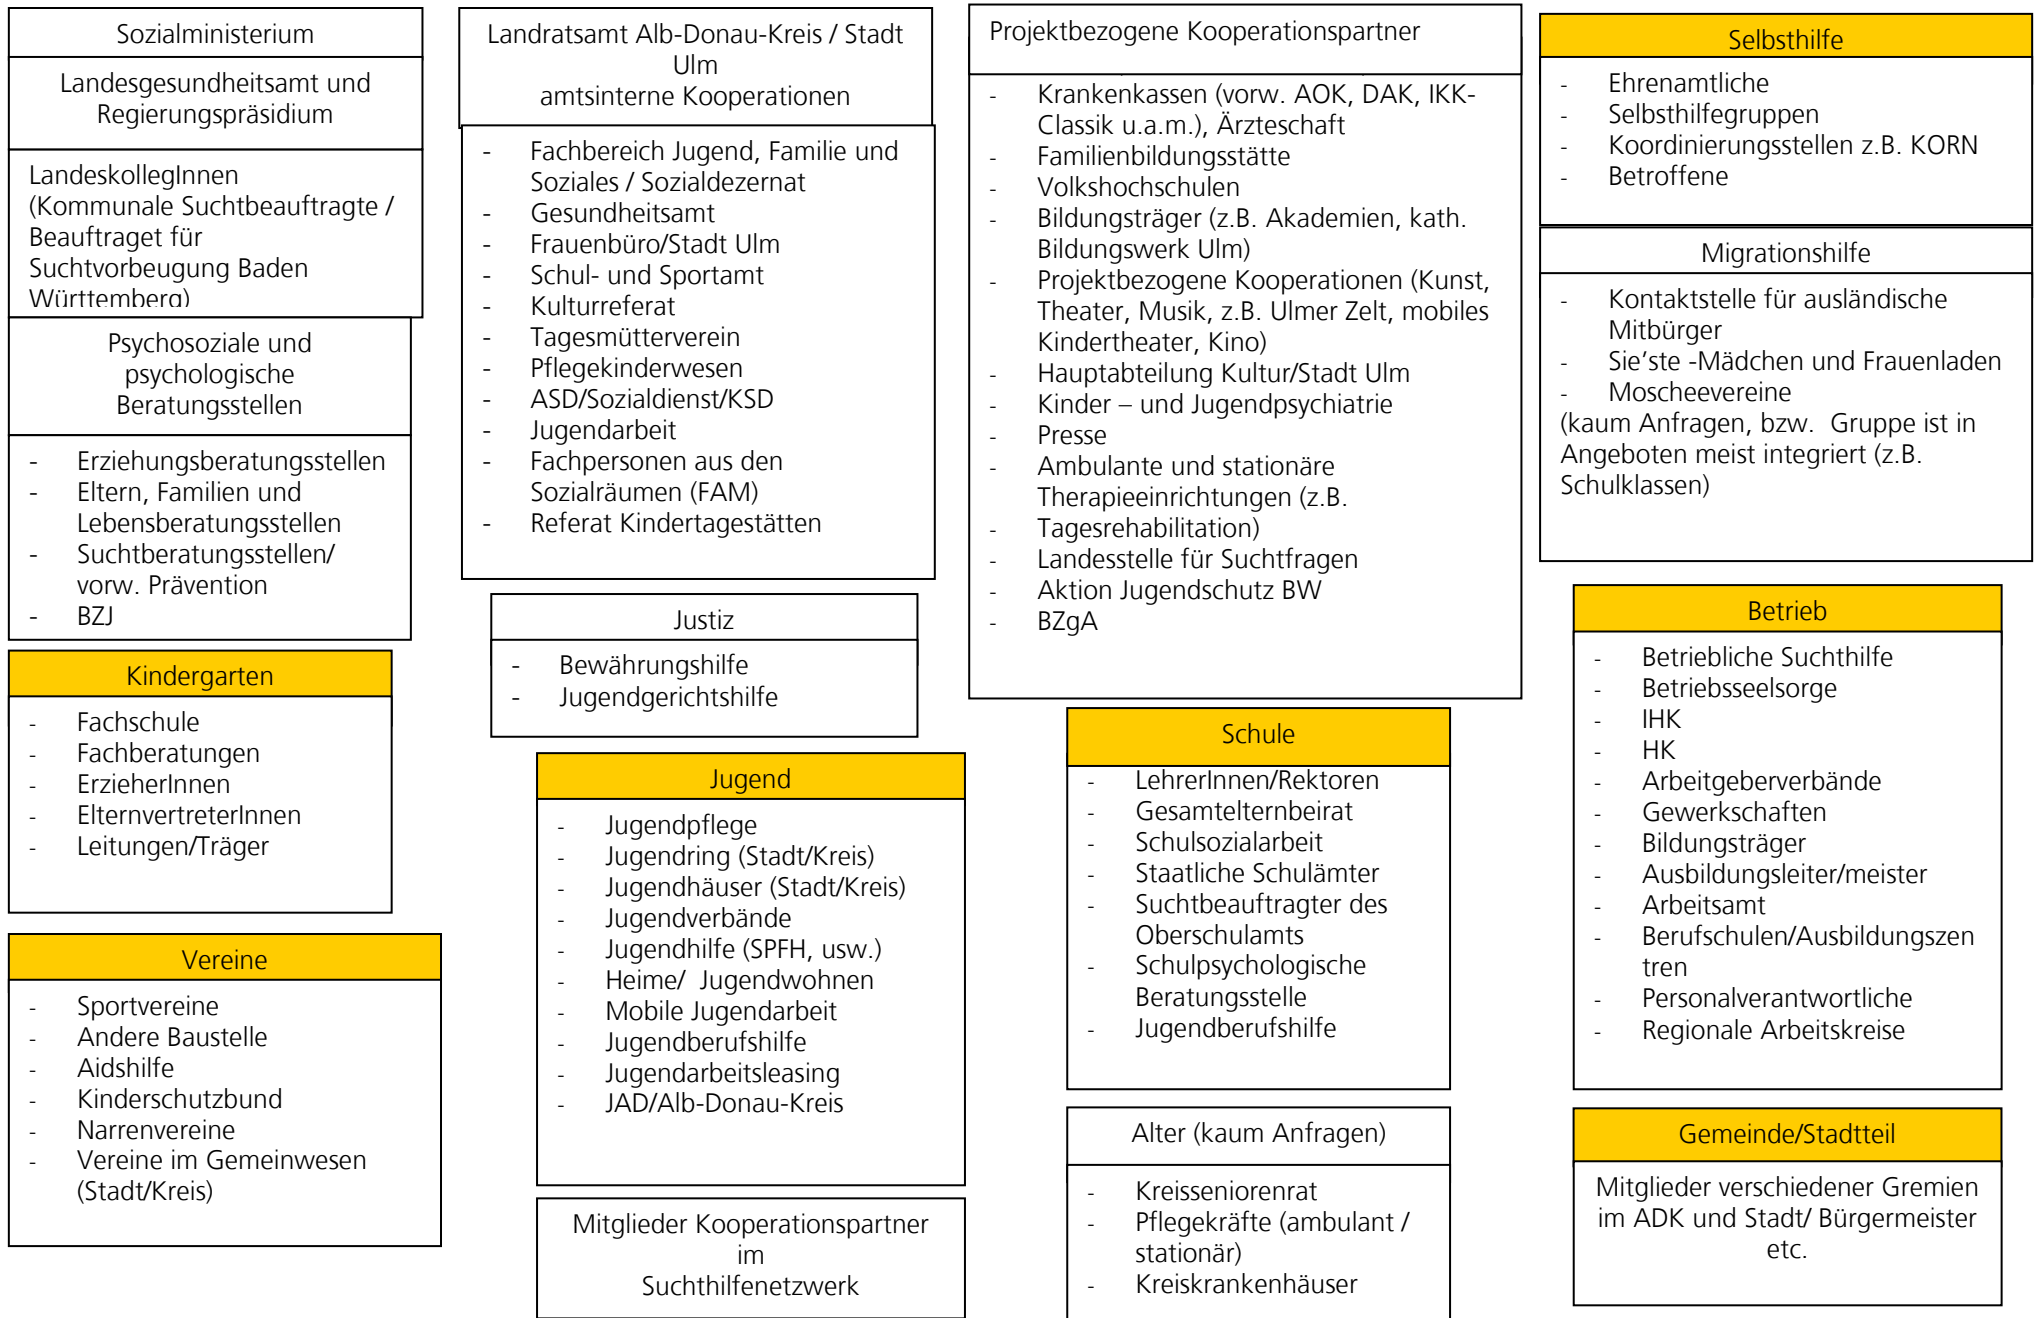 Sozialministerium
Landesgesundheitsamt und
Regierungspräsidium
LandeskollegInnen
(Kommunale Suchtbeauftragte /
Beauftraget für
Suchtvorbeugung Baden
Württemberg)
Psychosoziale und
psychologische
Beratungsstellen
- Erziehungsberatungsstellen
- Eltern, Familien und
Lebensberatungsstellen
- Suchtberatungsstellen/
vorw. Prävention
- BZJ
Kindergarten
- Fachschule
- Fachberatungen
- ErzieherInnen
- ElternvertreterInnen
- Leitungen/Träger
Vereine
- Sportvereine
- Andere Baustelle
- Aidshilfe
- Kinderschutzbund
- Narrenvereine
- Vereine im Gemeinwesen
(Stadt/Kreis)
Landratsamt Alb-Donau-Kreis / Stadt
Ulm
amtsinterne Kooperationen
- Fachbereich Jugend, Familie und
Soziales / Sozialdezernat
- Gesundheitsamt
- Frauenbüro/Stadt Ulm
- Schul- und Sportamt
- Kulturreferat
- Tagesmütterverein
- Pflegekinderwesen
- ASD/Sozialdienst/KSD
- Jugendarbeit
- Fachpersonen aus den
Sozialräumen (FAM)
- Referat Kindertagestätten
Justiz
- Bewährungshilfe
- Jugendgerichtshilfe
Jugend
- Jugendpflege
- Jugendring (Stadt/Kreis)
- Jugendhäuser (Stadt/Kreis)
- Jugendverbände
- Jugendhilfe (SPFH, usw.)
- Heime/ Jugendwohnen
- Mobile Jugendarbeit
- Jugendberufshilfe
- Jugendarbeitsleasing
- JAD/Alb-Donau-Kreis
Mitglieder Kooperationspartner
im
Suchthilfenetzwerk
Projektbezogene Kooperationspartner
- Krankenkassen (vorw. AOK, DAK, IKK-
Classik u.a.m.), Ärzteschaft
- Familienbildungsstätte
- Volkshochschulen
- Bildungsträger (z.B. Akademien, kath.
Bildungswerk Ulm)
- Projektbezogene Kooperationen (Kunst,
Theater, Musik, z.B. Ulmer Zelt, mobiles
Kindertheater, Kino)
- Hauptabteilung Kultur/Stadt Ulm
- Kinder – und Jugendpsychiatrie
- Presse
- Ambulante und stationäre
Therapieeinrichtungen (z.B.
- Tagesrehabilitation)
- Landesstelle für Suchtfragen
- Aktion Jugendschutz BW
- BZgA
Schule
- LehrerInnen/Rektoren
- Gesamtelternbeirat
- Schulsozialarbeit
- Staatliche Schulämter
- Suchtbeauftragter des
Oberschulamts
- Schulpsychologische
Beratungsstelle
- Jugendberufshilfe
Alter (kaum Anfragen)
- Kreisseniorenrat
- Pflegekräfte (ambulant /
stationär)
- Kreiskrankenhäuser
Selbsthilfe
- Ehrenamtliche
- Selbsthilfegruppen
- Koordinierungsstellen z.B. KORN
- Betroffene
Migrationshilfe
- Kontaktstelle für ausländische
Mitbürger
- Sie’ste -Mädchen und Frauenladen
- Moscheevereine
(kaum Anfragen, bzw. Gruppe ist in
Angeboten meist integriert (z.B.
Schulklassen)
Betrieb
- Betriebliche Suchthilfe
- Betriebsseelsorge
- IHK
- HK
- Arbeitgeberverbände
- Gewerkschaften
- Bildungsträger
- Ausbildungsleiter/meister
- Arbeitsamt
- Berufschulen/Ausbildungszen
tren
- Personalverantwortliche
- Regionale Arbeitskreise
Gemeinde/Stadtteil
Mitglieder verschiedener Gremien
im ADK und Stadt/ Bürgermeister
etc.